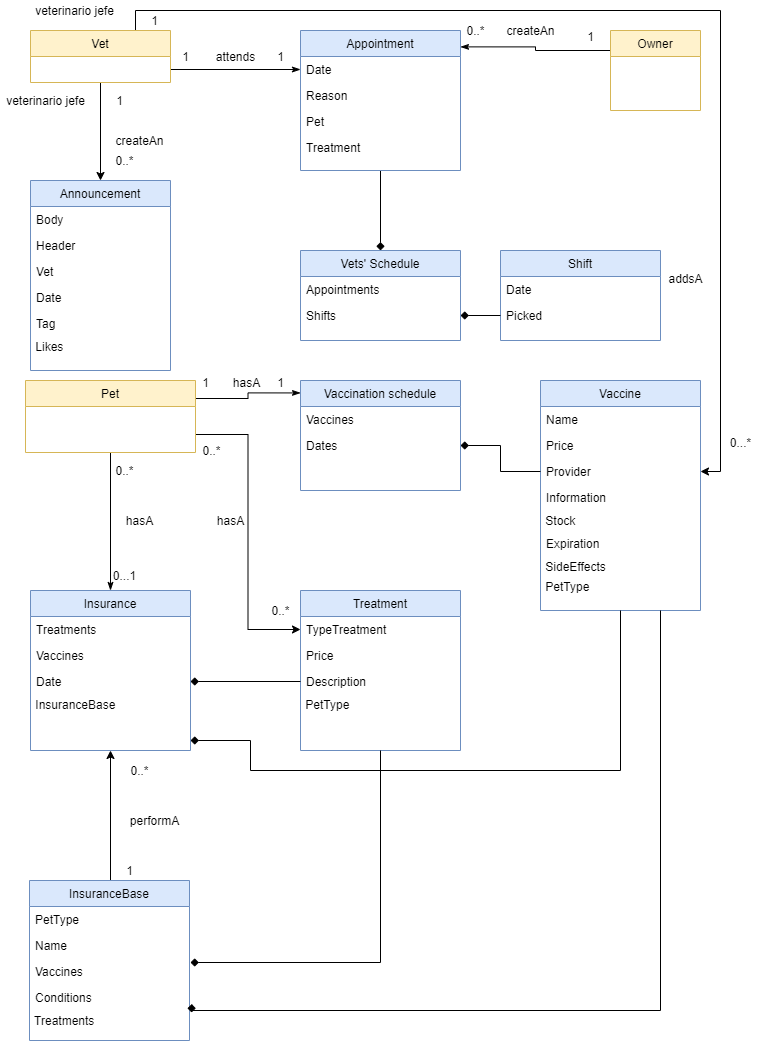 veterinario jefe
1
Vet
1
attends
1
Appointment
Date
Reason
Pet
Treatment
0..*
createAn
1
Owner
veterinario jefe
1
createAn
0..*
Announcement
Body
Header
Vet
Date
Tag
Likes
Vets' Schedule
Appointments
Shifts
Shift
Date
Picked
addsA
Pet
1
hasA
1
Vaccination schedule
Vaccines
Dates
Vaccine
Name
Price
Provider
Information
Stock
Expiration
SideEffects
PetType
0...*
0..*
0..*
hasA
hasA
0...1
0..*
Insurance
Treatments
Vaccines
Date
InsuranceBase
Treatment
TypeTreatment
Price
Description
PetType
0..*
performA
1
InsuranceBase
PetType
Name
Vaccines
Conditions
Treatments